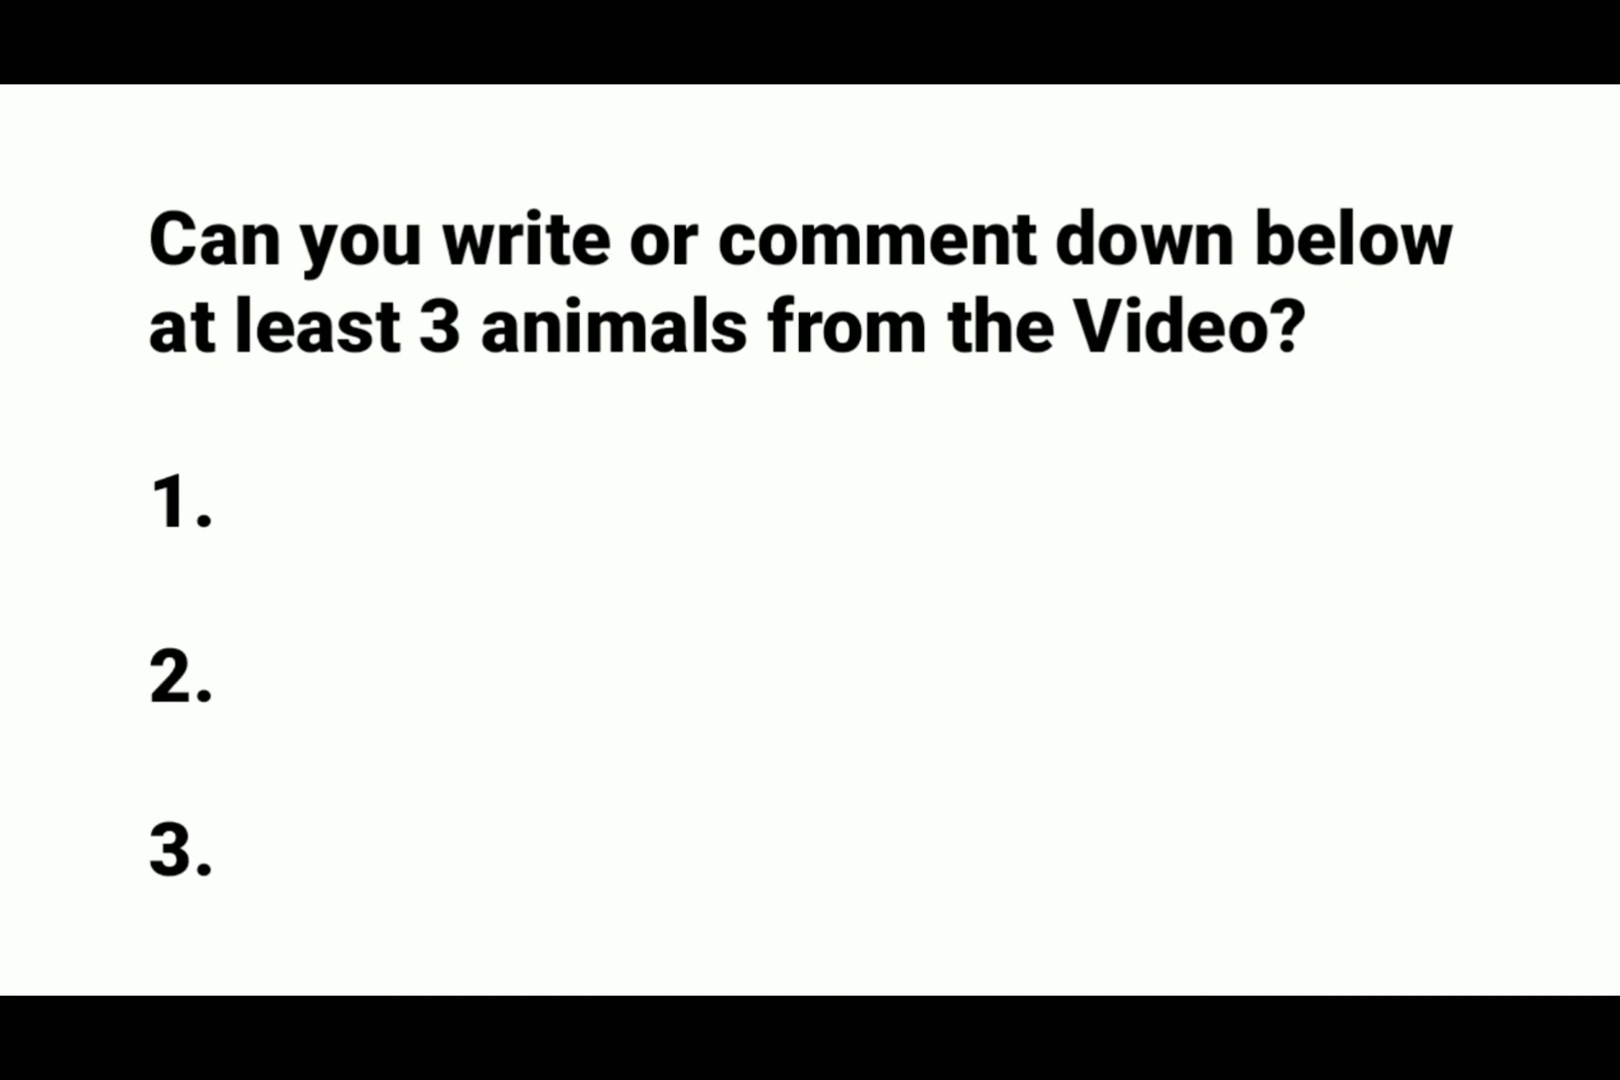 Can you write or comment down below
at least 3 animals from the Video?
1.
2.
3.